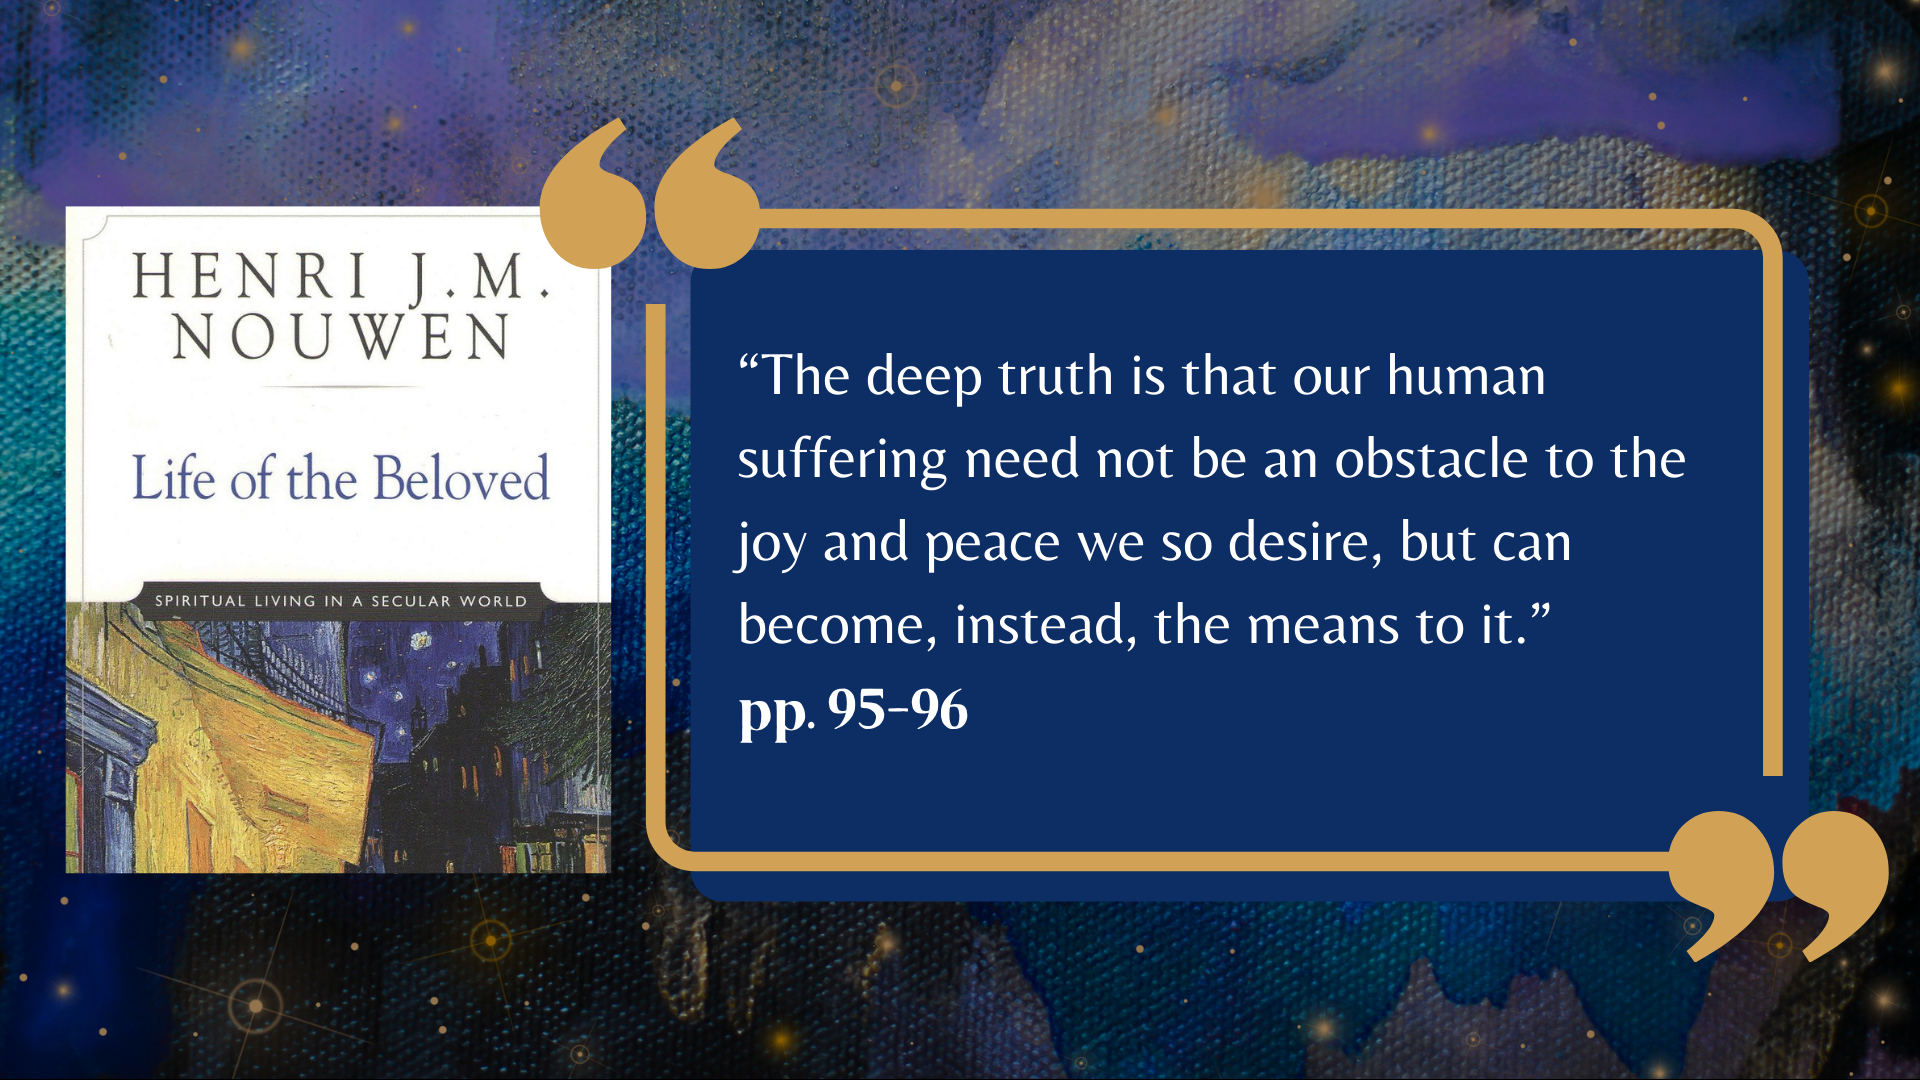 HENRI J.M.
NOUWEN
Life of the Beloved
SPIRITUAL LIVING IN A SECULAR WORLD
“The deep truth is that our human
suffering need not be an obstacle to the
joy and peace we so desire, but can
become, instead, the means to it.”
pp. 95–96